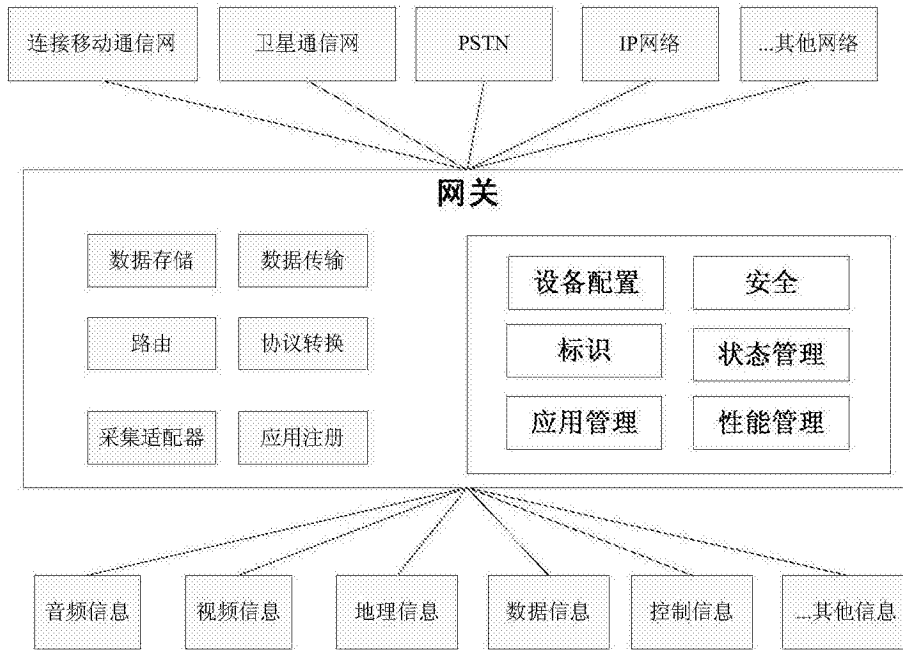 连接移动通信网
卫星通信网
PSTN
IP网络
...其他网络
网关
数据存储
数据传输
路由
协议转换
采集适配器
应用注册
设备配置
安全
标识
状态管理
应用管理
性能管理
音频信息
视频信息
地理信息
数据信息
控制信息
...其他信息